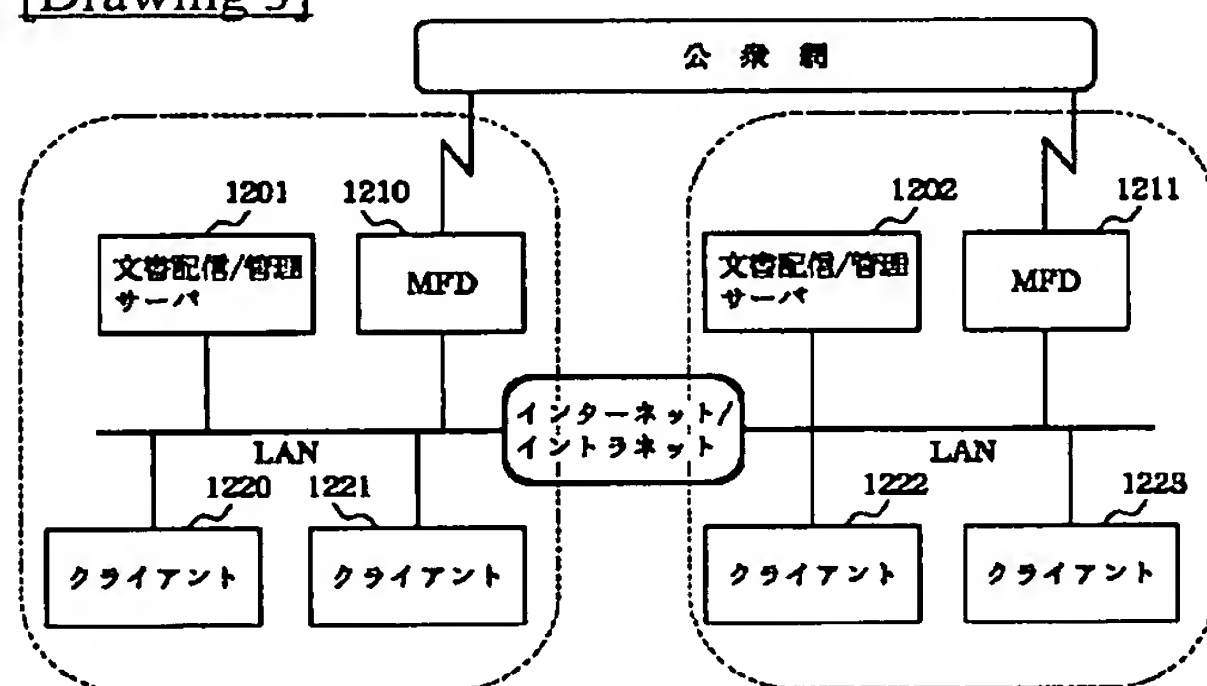 公衆網
1201
1210
1202
1211
文書配信/管理
サーバ
MFD
文書配信/管理
サーバ
MFD
インターネット/
イントラネット
LAN
LAN
1220
1221
1222
1223
クライアント
クライアント
クライアント
クライアント